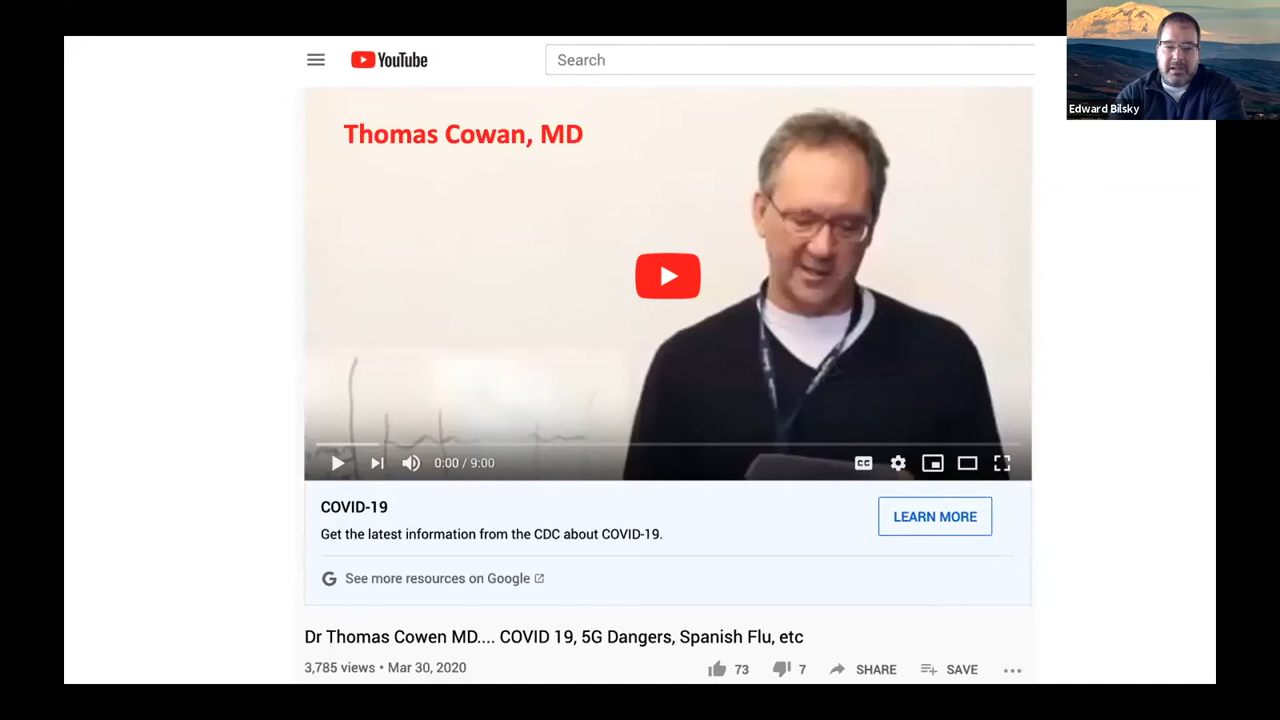 YouTube
Search
Edward Bilsky
Thomas Cowan, MD
0:00 / 9:00
CC
COVID-19
Get the latest information from the CDC about COVID-19.
LEARN MORE
G See more resources on Google
Dr Thomas Cowen MD.... COVID 19, 5G Dangers, Spanish Flu, etc
3,785 views • Mar 30, 2020
73
7
SHARE
SAVE